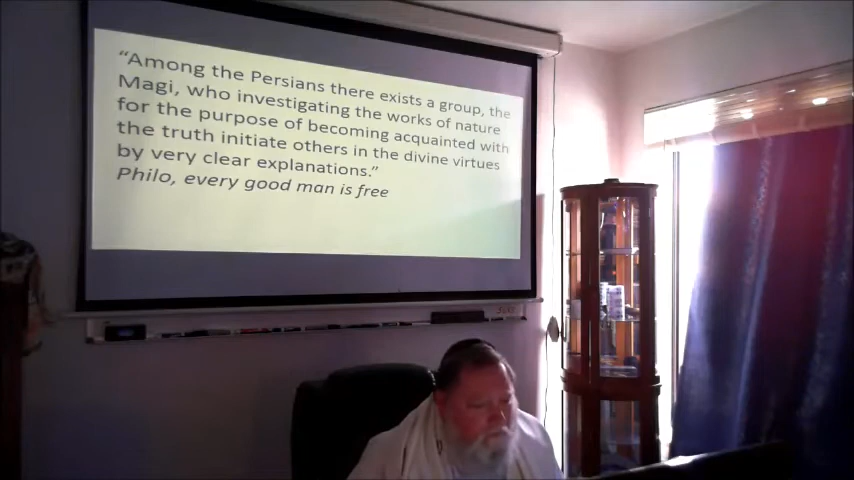 “Among the Persians there exists a group, the
Magi, who investigating the works of nature
for the purpose of becoming acquainted with
the truth initiate others in the divine virtues
by very clear explanations.”
Philo, every good man is free